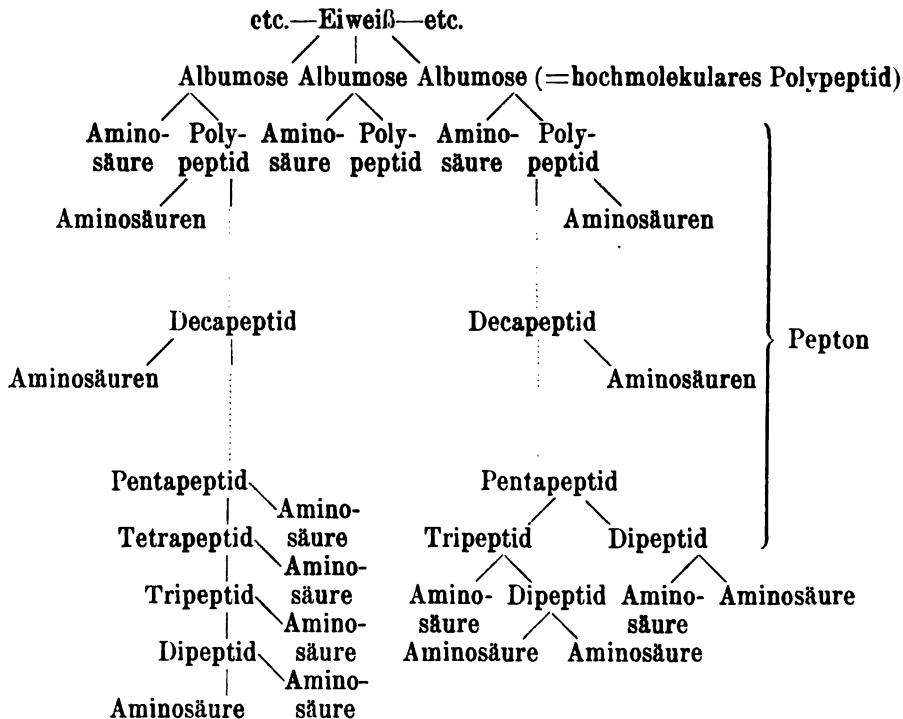 etc.—Eiweiß—etc.
Albumose Albumose Albumose (=hochmolekulares Polypeptid)
Amino- Poly- Amino- Poly- Amino- Poly-
säure peptid säure peptid säure peptid
Aminosäuren Aminosäuren
Decapeptid Decapeptid
Pepton
Aminosäuren Aminosäuren
Pentapeptid Pentapeptid
Amino-
Tetrapeptid säure Tripeptid Dipeptid
Amino-
Tripeptid säure Amino- Dipeptid Amino- Aminosäure
Amino- säure säure
Dipeptid säure Aminosäure Aminosäure
Amino-
Aminosäure säure